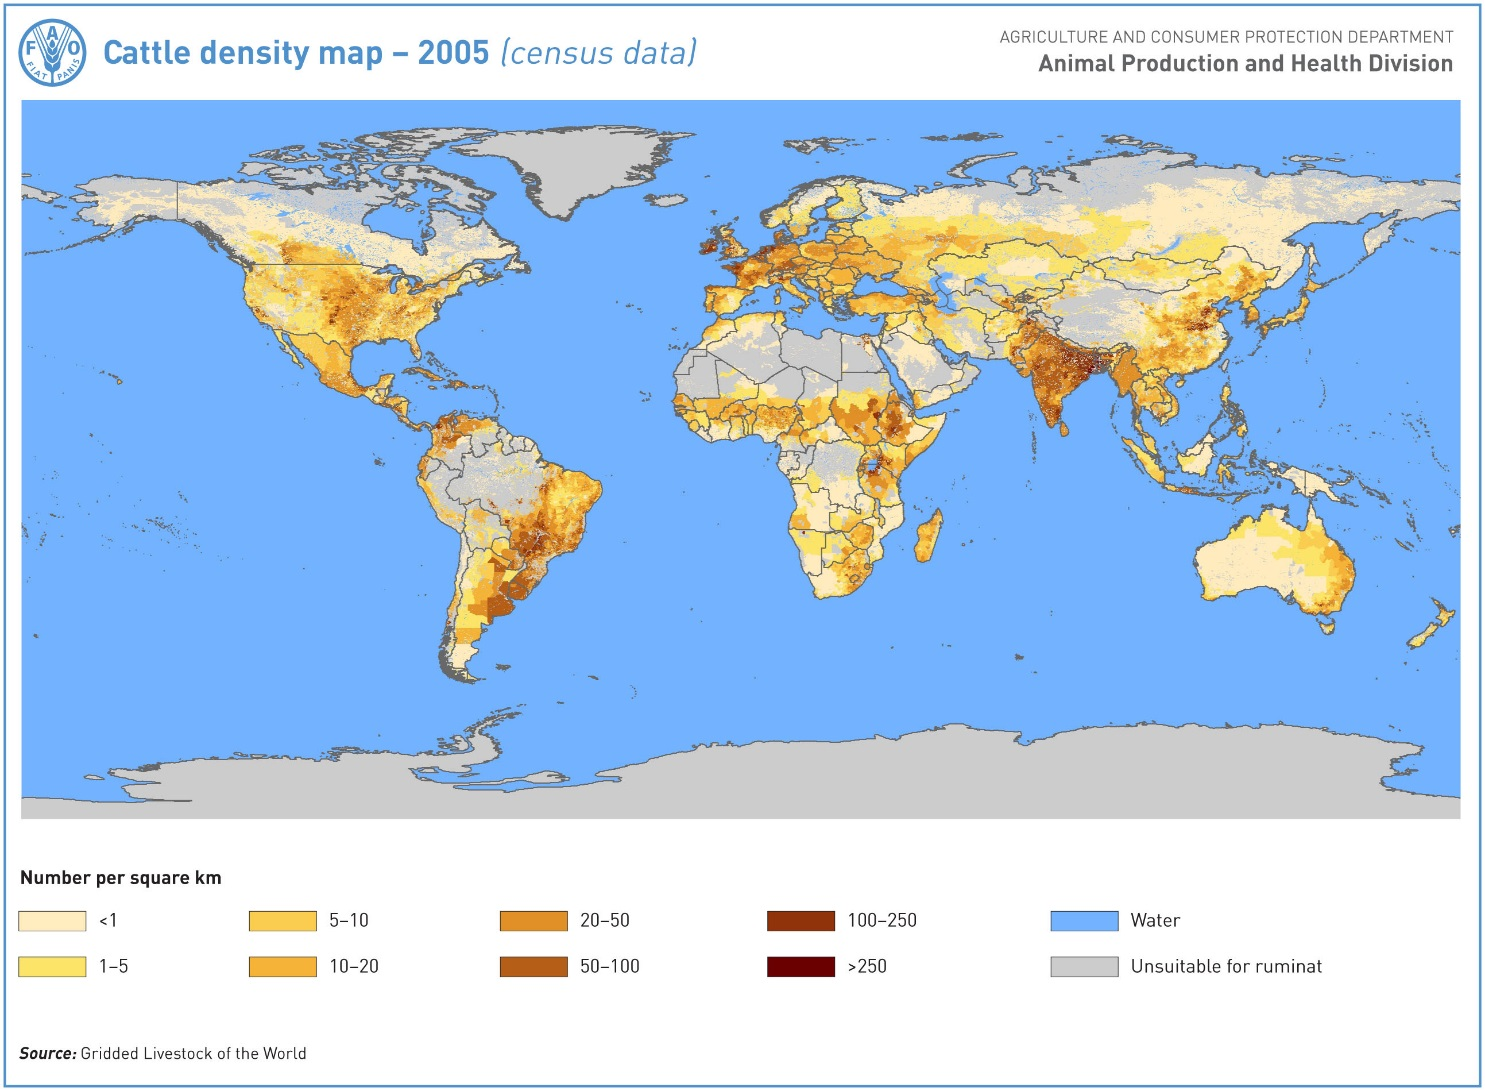 F A O
FIAT PANIS
Cattle density map – 2005 (census data)
AGRICULTURE AND CONSUMER PROTECTION DEPARTMENT
Animal Production and Health Division
Number per square km
<1
5–10
20–50
100–250
Water
1–5
10–20
50–100
>250
Unsuitable for ruminat
Source: Gridded Livestock of the World